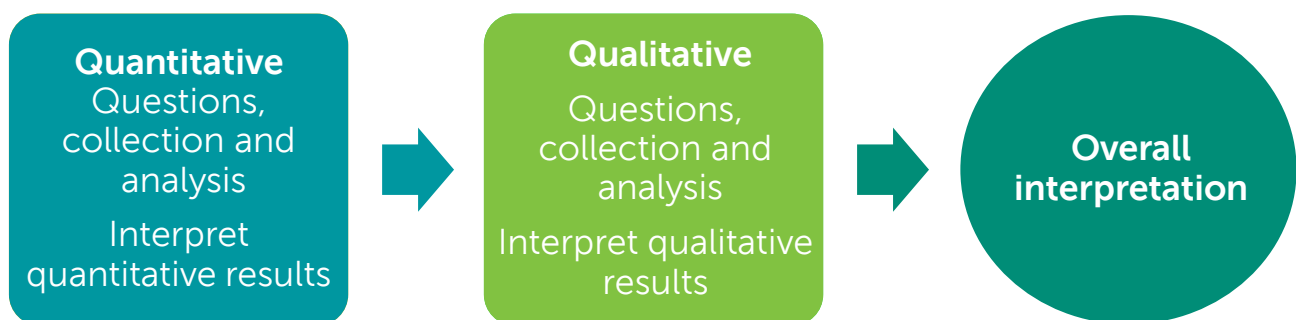 Quantitative
Questions,
collection and
analysis
Interpret
quantitative results
Qualitative
Questions,
collection and
analysis
Interpret qualitative
results
Overall
interpretation